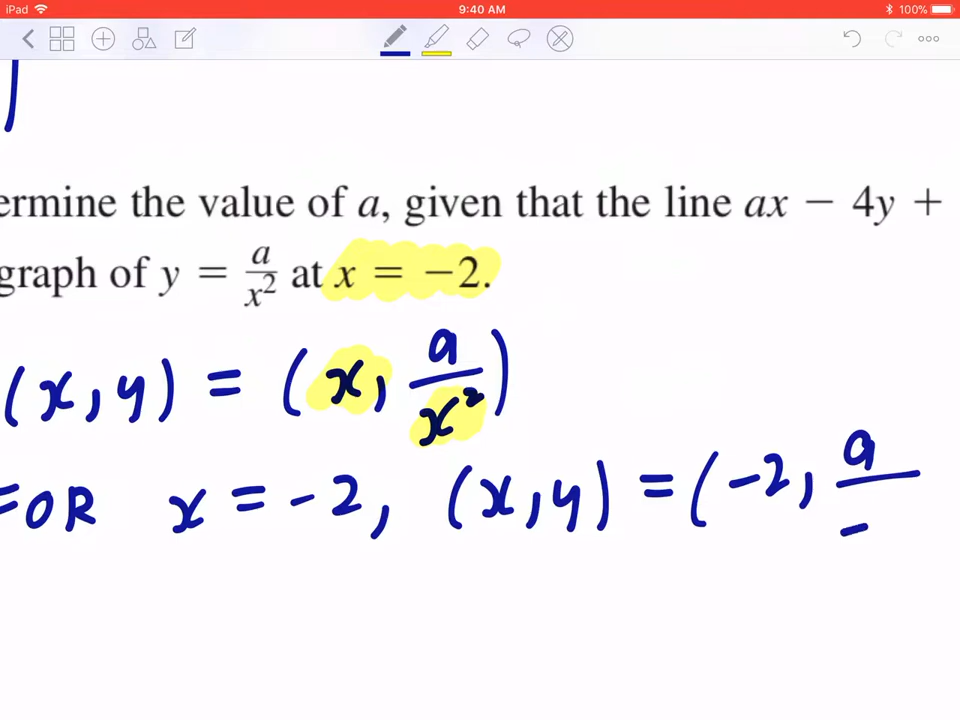 iPad 9:40 AM 100%
ermine the value of a, given that the line ax − 4y +
graph of y = a/x² at x = −2.
(x, y) = (x, a/x²)
=OR x = -2, (x, y) = (-2, a/-